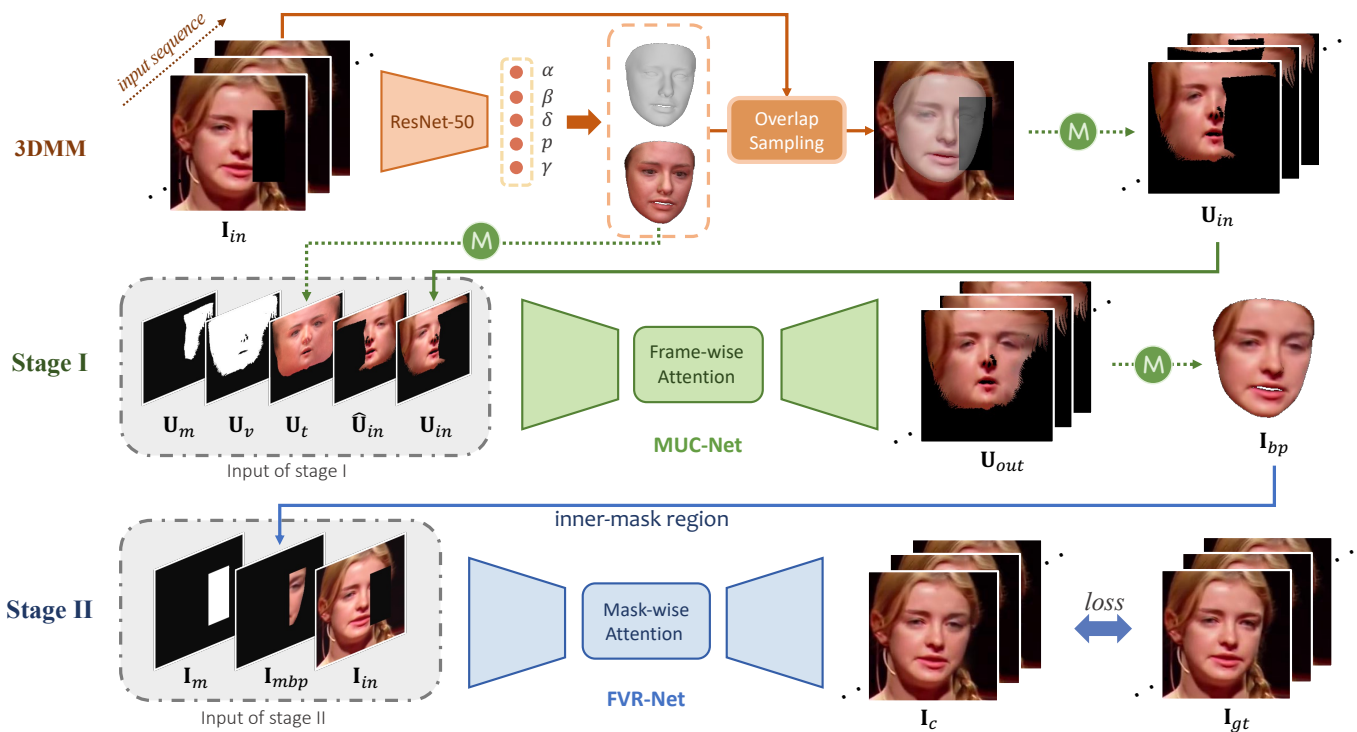 input sequence
3DMM
ResNet-50
α
β
δ
p
γ
Overlap
Sampling
M
I_in
U_in
M
Stage I
U_m U_v U_t Û_in U_in
Input of stage I
Frame-wise
Attention
MUC-Net
U_out
M
I_bp
inner-mask region
Stage II
I_m I_mbp I_in
Input of stage II
Mask-wise
Attention
FVR-Net
I_c
loss
I_gt